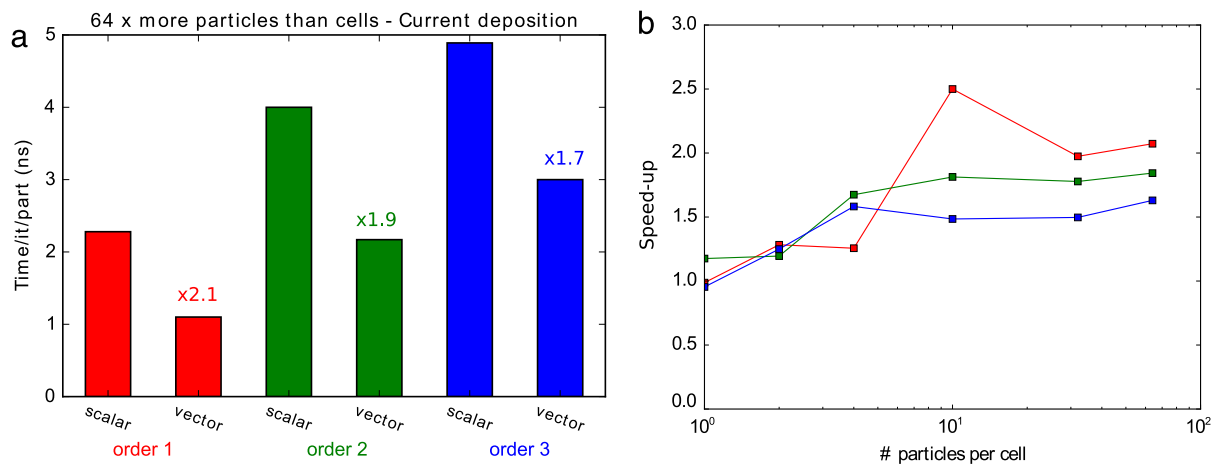 a
64 x more particles than cells - Current deposition
Time/it/part (ns)
5
4
3
2
1
0
x2.1
x1.9
x1.7
scalar
vector
scalar
vector
scalar
vector
order 1
order 2
order 3
b
Speed-up
3.0
2.5
2.0
1.5
1.0
0.5
0.0
10⁰
10¹
10²
# particles per cell